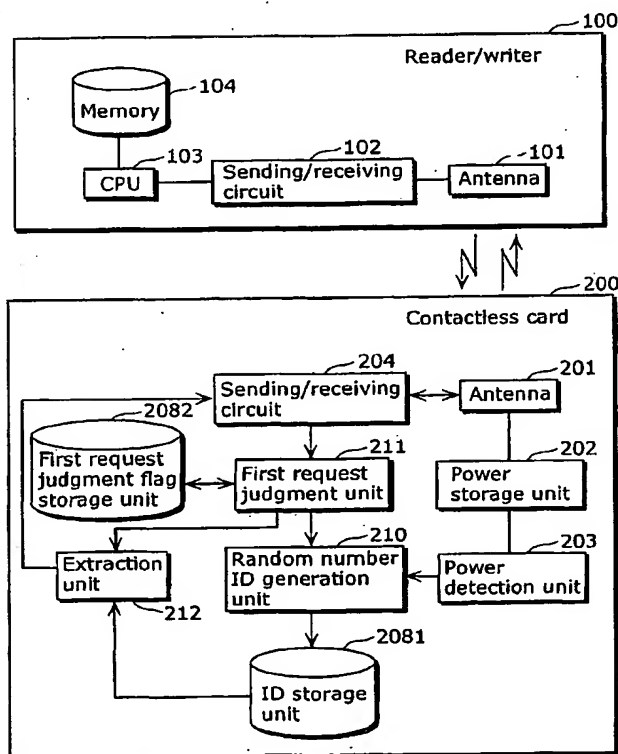 100
Reader/writer
104
Memory
103
CPU
102
Sending/receiving
circuit
101
Antenna
200
Contactless card
204
Sending/receiving
circuit
201
Antenna
2082
First request
judgment flag
storage unit
211
First request
judgment unit
202
Power
storage unit
210
Random number
ID generation
unit
203
Power
detection unit
Extraction
unit
212
2081
ID storage
unit